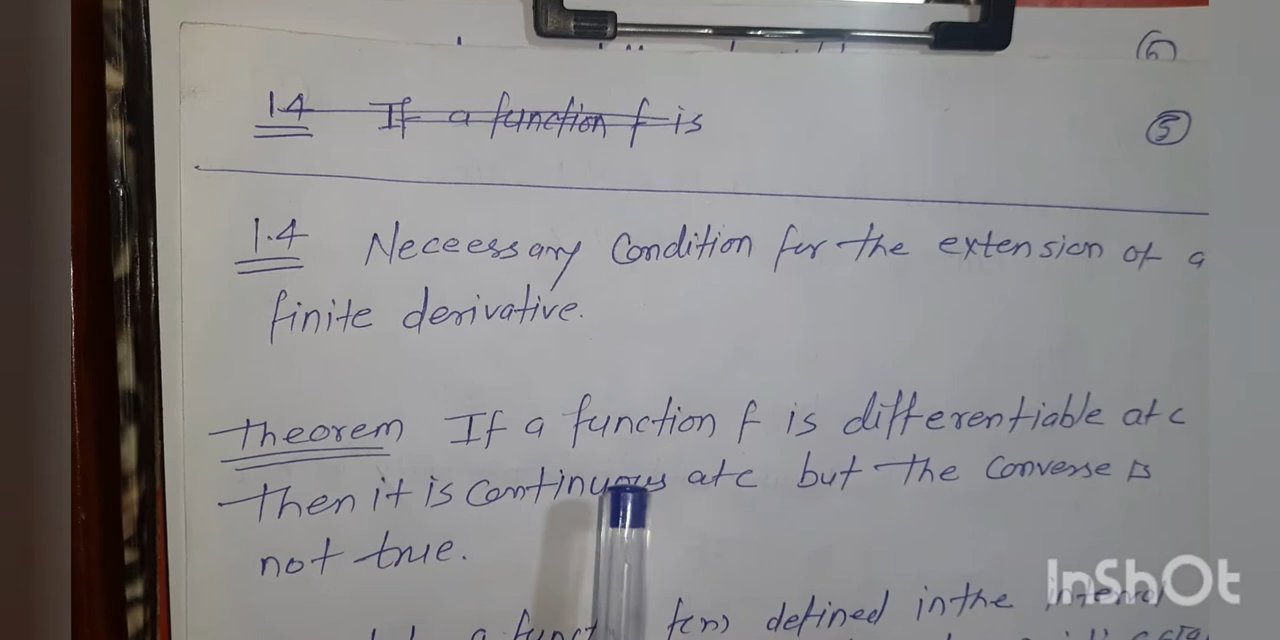 6
1.4 If a function f is
5
1.4 Neceessary Condition for the extension of a
finite derivative.
Theorem If a function f is differentiable at c
Then it is continuous at c but the converse is
not true.
a funct f(x) defined in the interval
InShOt